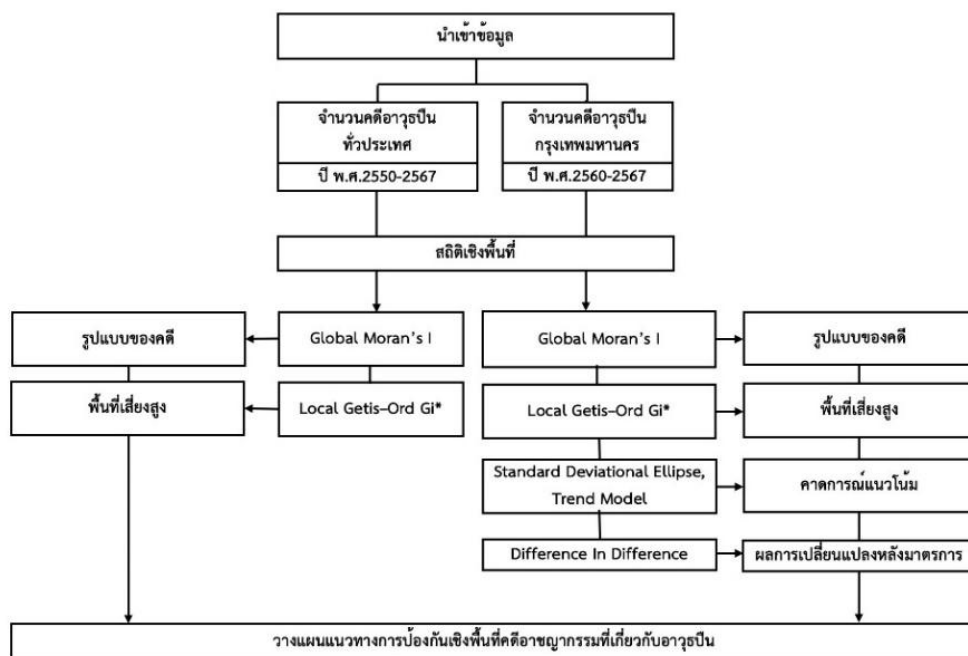 นำเข้าข้อมูล
จำนวนคดีอาวุธปืน
ทั่วประเทศ
ปี พ.ศ.2550-2567
จำนวนคดีอาวุธปืน
กรุงเทพมหานคร
ปี พ.ศ.2560-2567
สถิติเชิงพื้นที่
รูปแบบของคดี
Global Moran's I
Global Moran's I
รูปแบบของคดี
พื้นที่เสี่ยงสูง
Local Getis–Ord Gi*
Local Getis–Ord Gi*
พื้นที่เสี่ยงสูง
Standard Deviational Ellipse,
Trend Model
คาดการณ์แนวโน้ม
Difference In Difference
ผลการเปลี่ยนแปลงหลังมาตรการ
วางแผนแนวทางการป้องกันเชิงพื้นที่คดีอาชญากรรมที่เกี่ยวกับอาวุธปืน